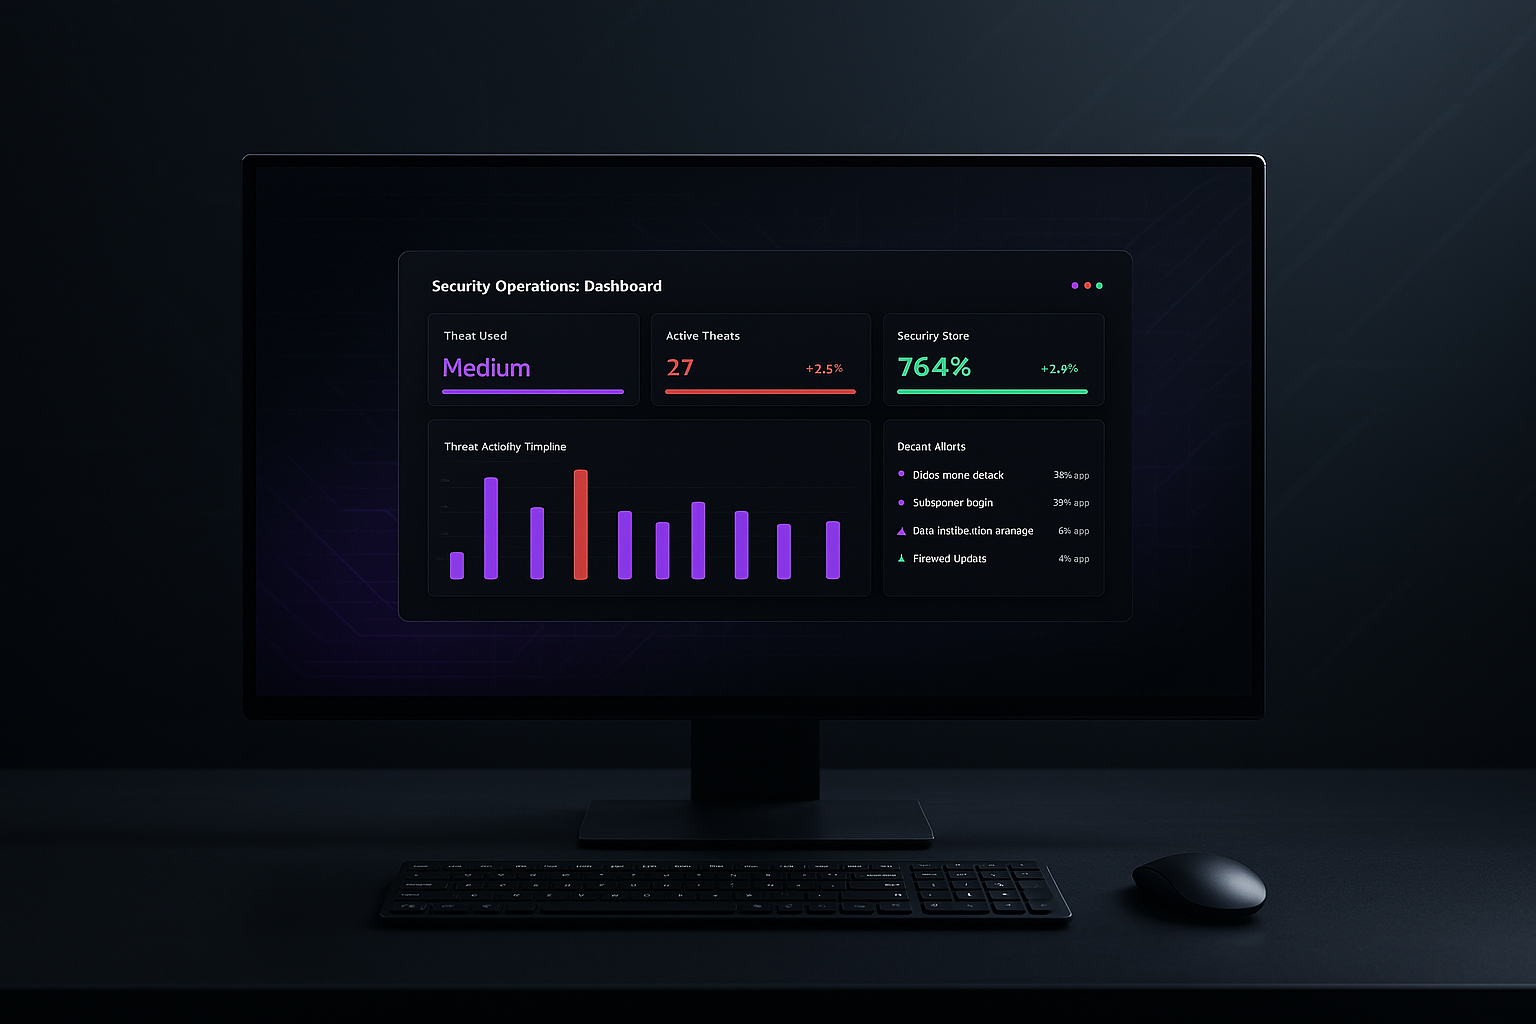 Security Operations: Dashboard
Theat Used
Medium
Active Theats
27
+2.5%
Securiry Store
764%
+2.9%
Threat Actiofhy Timpline
Decant Allorts
Didos mone detack
38% app
Subsponer bogin
39% app
Data instibe.ition aranage
6% app
Firewed Updats
4% app